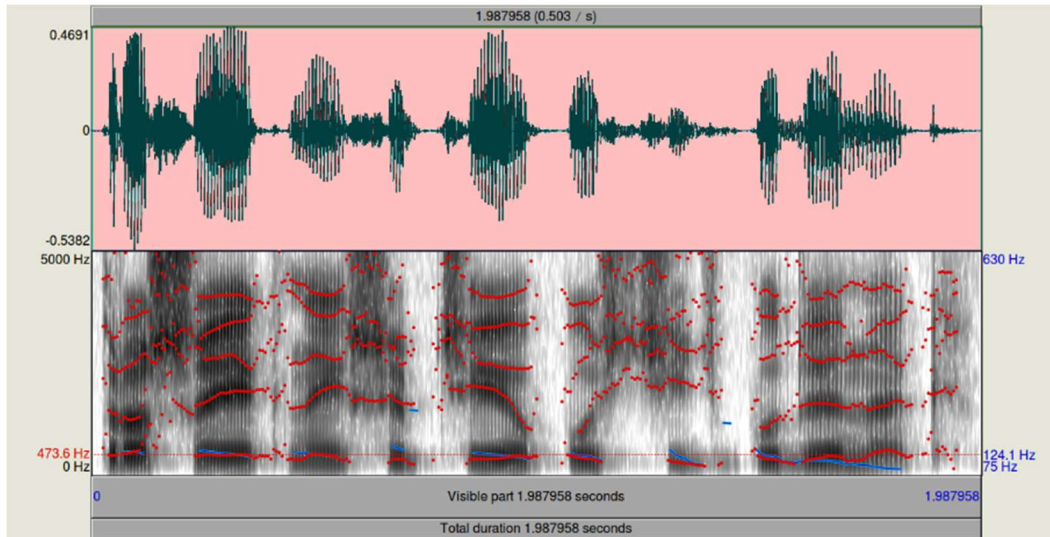 1.987958 (0.503 / s)
0.4691
0
-0.5382
5000 Hz
630 Hz
473.6 Hz
124.1 Hz
0 Hz
75 Hz
0
Visible part 1.987958 seconds
1.987958
Total duration 1.987958 seconds